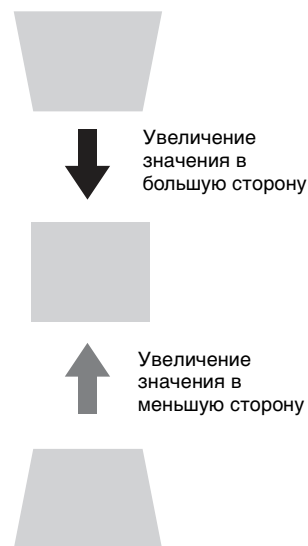 Увеличение
значения в
большую сторону
Увеличение
значения в
меньшую сторону